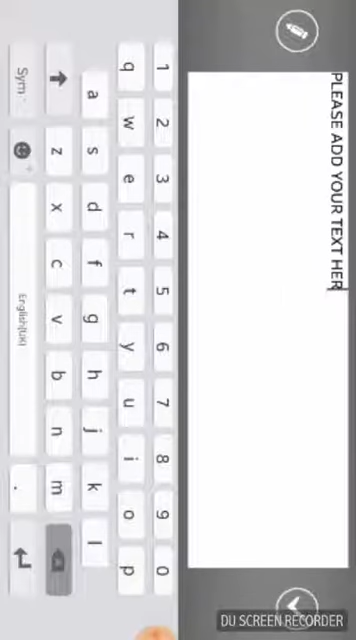 PLEASE ADD YOUR TEXT HER
1 2 3 4 5 6 7 8 9 0
q w e r t y u i o p
a s d f g h j k l
z x c v b n m
Sym English(UK) .
DU SCREEN RECORDER